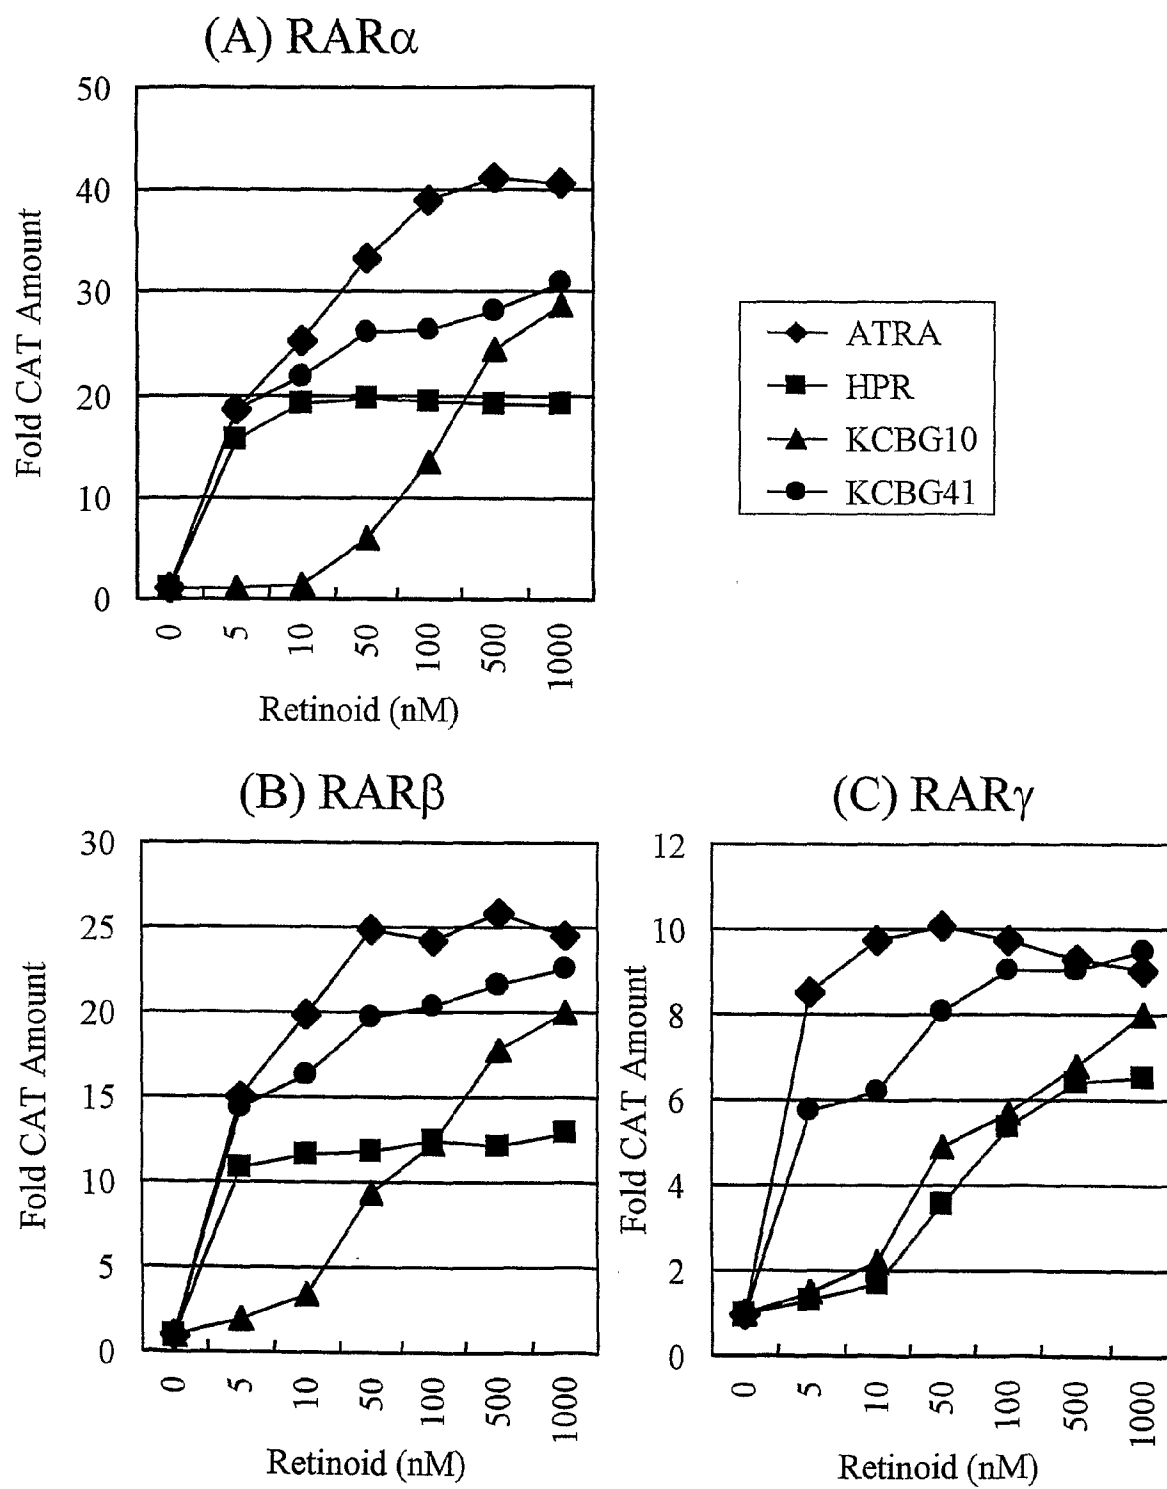 (A) RARα
50
40
30
20
10
0
Fold CAT Amount
0 5 10 50 100 500 1000
Retinoid (nM)
ATRA
HPR
KCBG10
KCBG41
(B) RARβ
30
25
20
15
10
5
0
Fold CAT Amount
0 5 10 50 100 500 1000
Retinoid (nM)
(C) RARγ
12
10
8
6
4
2
0
Fold CAT Amount
0 5 10 50 100 500 1000
Retinoid (nM)